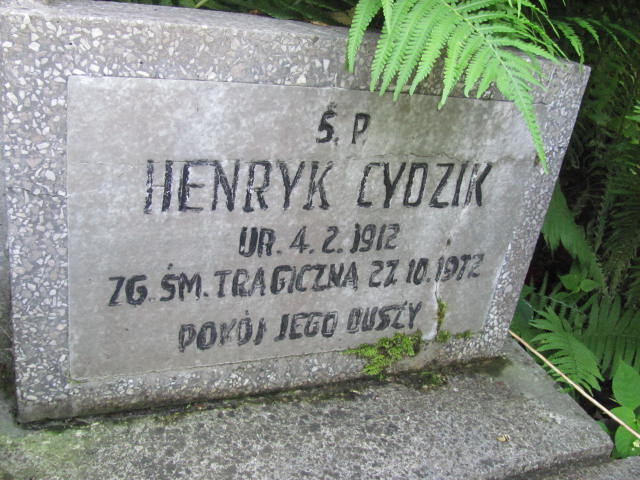 Ś. P.
HENRYK CYDZIK
UR. 4. 2. 1912
ZG. ŚM. TRAGICZNĄ 27. 10. 1972
POKÓJ JEGO DUSZY